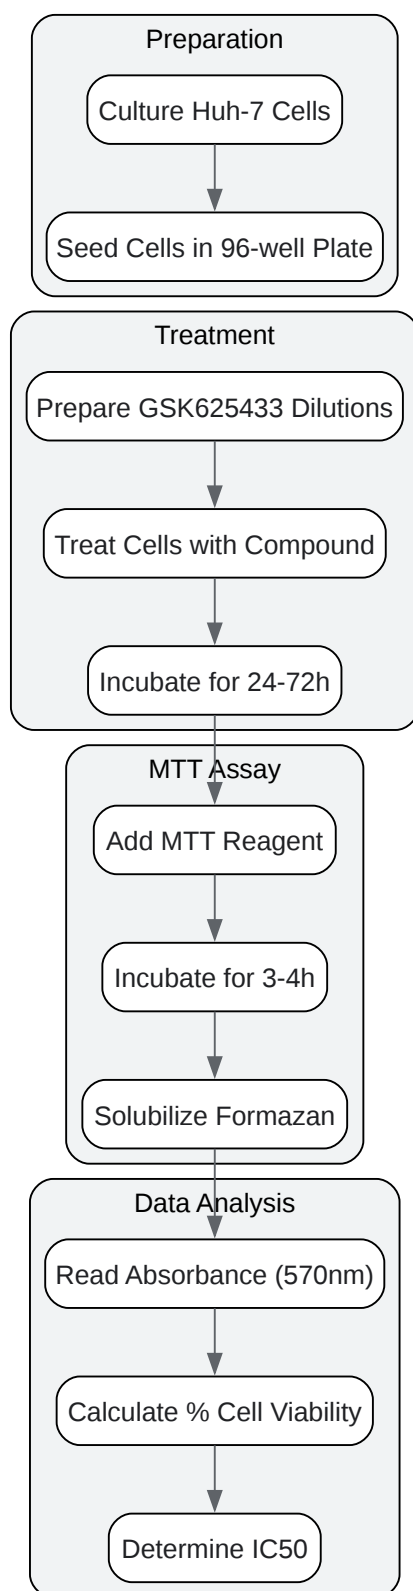 Preparation
Culture Huh-7 Cells
Seed Cells in 96-well Plate
Treatment
Prepare GSK625433 Dilutions
Treat Cells with Compound
Incubate for 24-72h
MTT Assay
Add MTT Reagent
Incubate for 3-4h
Solubilize Formazan
Data Analysis
Read Absorbance (570nm)
Calculate % Cell Viability
Determine IC50